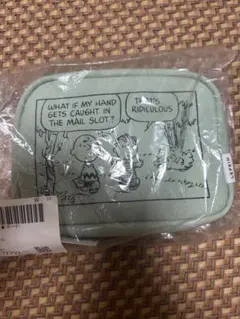 WHAT IF MY HAND
GETS CAUGHT IN
THE MAIL SLOT?
THAT'S
RIDICULOUS